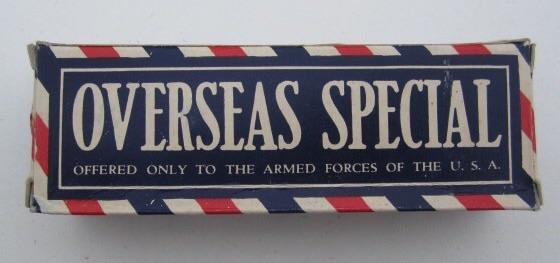 OVERSEAS SPECIAL
OFFERED ONLY TO THE ARMED FORCES OF THE U. S. A.